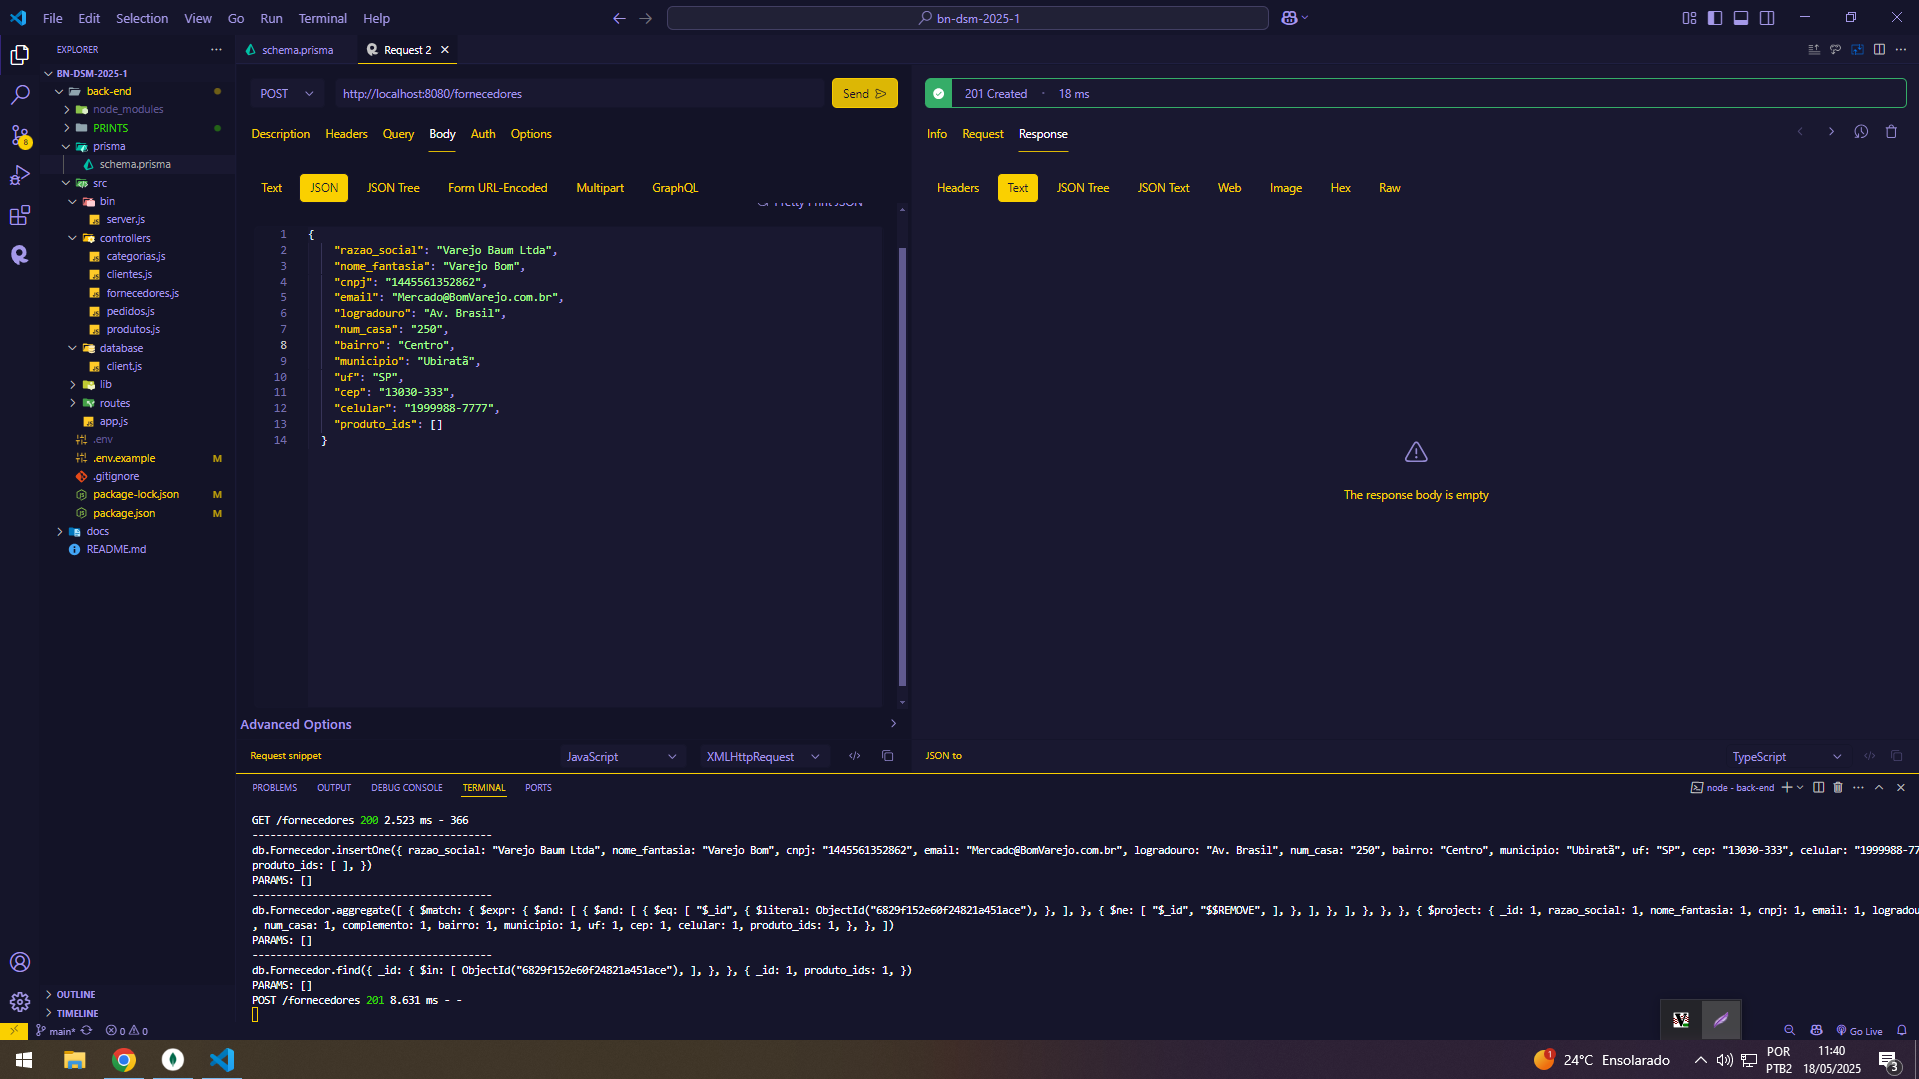 File Edit Selection View Go Run Terminal Help
bn-dsm-2025-1
EXPLORER
BN-DSM-2025-1
back-end
node_modules
PRINTS
prisma
schema.prisma
src
bin
server.js
controllers
categorias.js
clientes.js
fornecedores.js
pedidos.js
produtos.js
database
client.js
lib
routes
app.js
.env
.env.example M
.gitignore
package-lock.json M
package.json M
docs
README.md
OUTLINE
TIMELINE
8
schema.prisma
Request 2
POST
http://localhost:8080/fornecedores
Send
Description Headers Query Body Auth Options
Text JSON JSON Tree Form URL-Encoded Multipart GraphQL
Pretty Print JSON
1 {
2 "razao_social": "Varejo Baum Ltda",
3 "nome_fantasia": "Varejo Bom",
4 "cnpj": "1445561352862",
5 "email": "Mercado@BomVarejo.com.br",
6 "logradouro": "Av. Brasil",
7 "num_casa": "250",
8 "bairro": "Centro",
9 "municipio": "Ubiratã",
10 "uf": "SP",
11 "cep": "13030-333",
12 "celular": "1999988-7777",
13 "produto_ids": []
14 }
Advanced Options
Request snippet
JavaScript
XMLHttpRequest
201 Created · 18 ms
Info Request Response
Headers Text JSON Tree JSON Text Web Image Hex Raw
The response body is empty
JSON to
TypeScript
PROBLEMS OUTPUT DEBUG CONSOLE TERMINAL PORTS
node - back-end
GET /fornecedores 200 2.523 ms - 366
----------------------------------------
db.Fornecedor.insertOne({ razao_social: "Varejo Baum Ltda", nome_fantasia: "Varejo Bom", cnpj: "1445561352862", email: "Mercado@BomVarejo.com.br", logradouro: "Av. Brasil", num_casa: "250", bairro: "Centro", municipio: "Ubiratã", uf: "SP", cep: "13030-333", celular: "1999988-77
produto_ids: [ ], })
PARAMS: []
----------------------------------------
db.Fornecedor.aggregate([ { $match: { $expr: { $and: [ { $and: [ { $eq: [ "$_id", { $literal: ObjectId("6829f152e60f24821a451ace"), }, ], }, { $ne: [ "$_id", "$$REMOVE", ], }, ], }, ], }, }, }, { $project: { _id: 1, razao_social: 1, nome_fantasia: 1, cnpj: 1, email: 1, logradou
, num_casa: 1, complemento: 1, bairro: 1, municipio: 1, uf: 1, cep: 1, celular: 1, produto_ids: 1, }, }, ])
PARAMS: []
----------------------------------------
db.Fornecedor.find({ _id: { $in: [ ObjectId("6829f152e60f24821a451ace"), ], }, }, { _id: 1, produto_ids: 1, })
PARAMS: []
POST /fornecedores 201 8.631 ms - -
main* 0 0
Go Live
1
24°C Ensolarado
POR
PTB2
11:40
18/05/2025
3